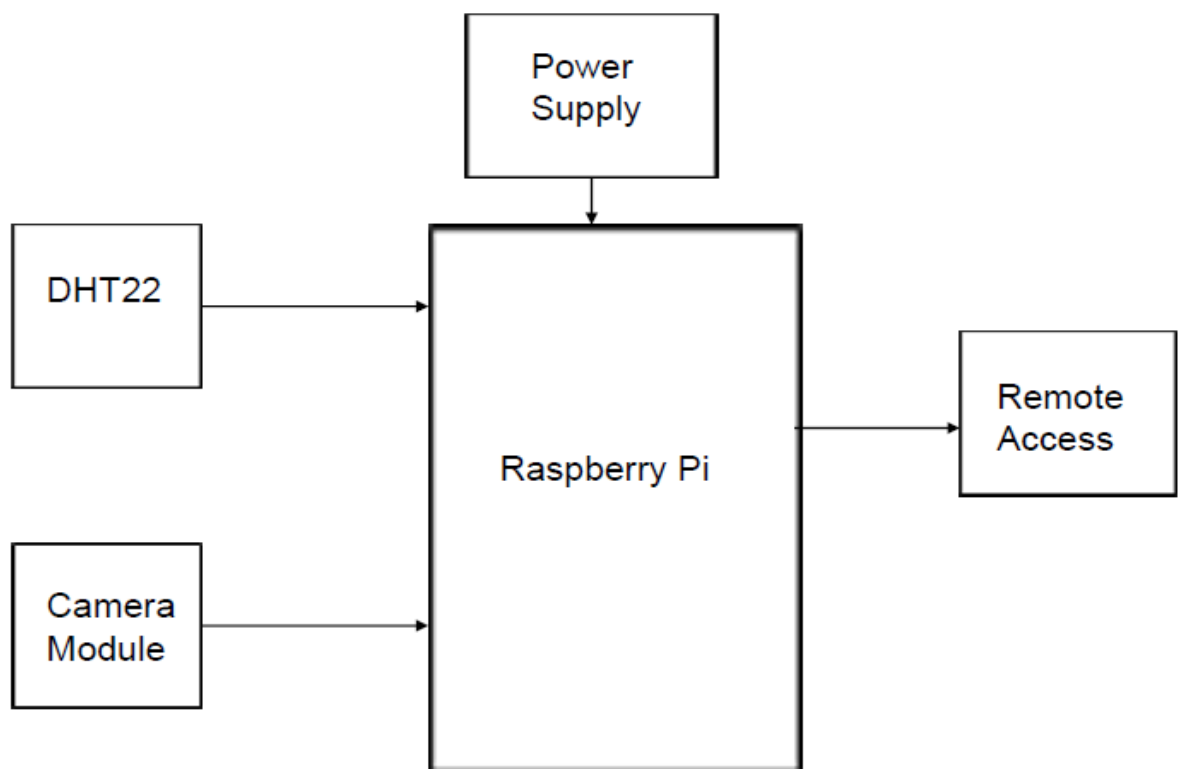 Power
Supply
DHT22
Remote
Access
Raspberry Pi
Camera
Module